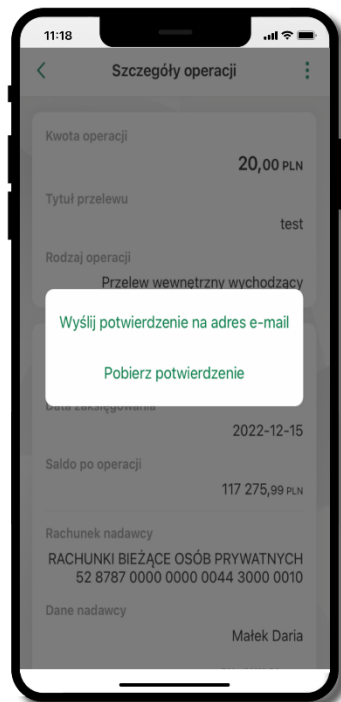 11:18
Szczegóły operacji
Kwota operacji
20,00 PLN
Tytuł przelewu
test
Rodzaj operacji
Przelew wewnętrzny wychodzący
Wyślij potwierdzenie na adres e-mail
Pobierz potwierdzenie
Data zaksięgowania
2022-12-15
Saldo po operacji
117 275,99 PLN
Rachunek nadawcy
RACHUNKI BIEŻĄCE OSÓB PRYWATNYCH
52 8787 0000 0000 0044 3000 0010
Dane nadawcy
Małek Daria